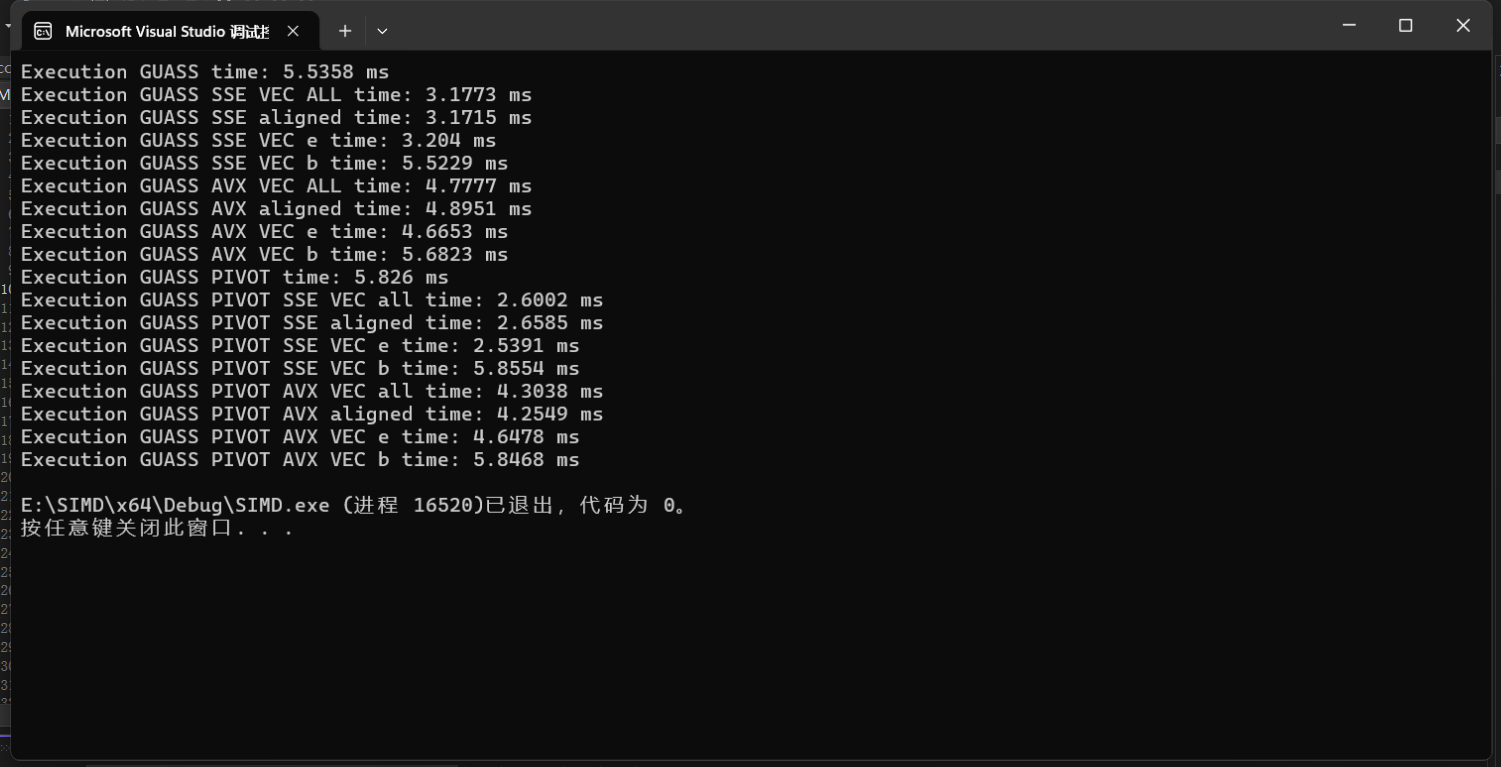 Microsoft Visual Studio 调试控
Execution GUASS time: 5.5358 ms
Execution GUASS SSE VEC ALL time: 3.1773 ms
Execution GUASS SSE aligned time: 3.1715 ms
Execution GUASS SSE VEC e time: 3.204 ms
Execution GUASS SSE VEC b time: 5.5229 ms
Execution GUASS AVX VEC ALL time: 4.7777 ms
Execution GUASS AVX aligned time: 4.8951 ms
Execution GUASS AVX VEC e time: 4.6653 ms
Execution GUASS AVX VEC b time: 5.6823 ms
Execution GUASS PIVOT time: 5.826 ms
Execution GUASS PIVOT SSE VEC all time: 2.6002 ms
Execution GUASS PIVOT SSE aligned time: 2.6585 ms
Execution GUASS PIVOT SSE VEC e time: 2.5391 ms
Execution GUASS PIVOT SSE VEC b time: 5.8554 ms
Execution GUASS PIVOT AVX VEC all time: 4.3038 ms
Execution GUASS PIVOT AVX aligned time: 4.2549 ms
Execution GUASS PIVOT AVX VEC e time: 4.6478 ms
Execution GUASS PIVOT AVX VEC b time: 5.8468 ms
E:\SIMD\x64\Debug\SIMD.exe (进程 16520)已退出，代码为 0。
按任意键关闭此窗口. . .